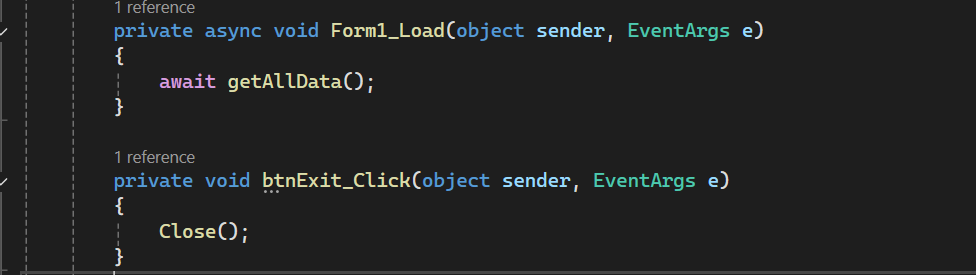 1 reference
private async void Form1_Load(object sender, EventArgs e)
{
await getAllData();
}
1 reference
private void btnExit_Click(object sender, EventArgs e)
{
Close();
}